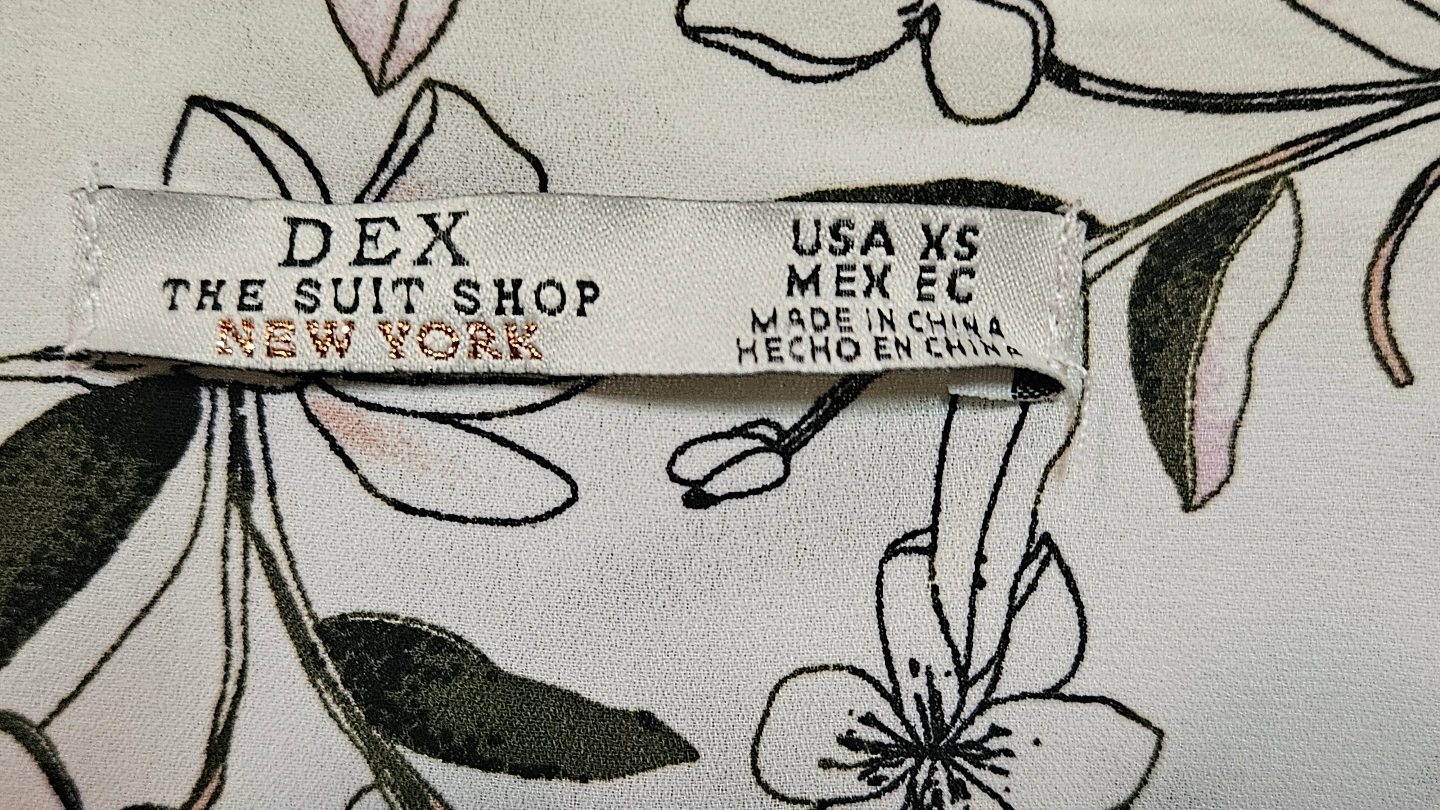 DEX
THE SUIT SHOP
NEW YORK
USA XS
MEX EC
MADE IN CHINA
HECHO EN CHINA